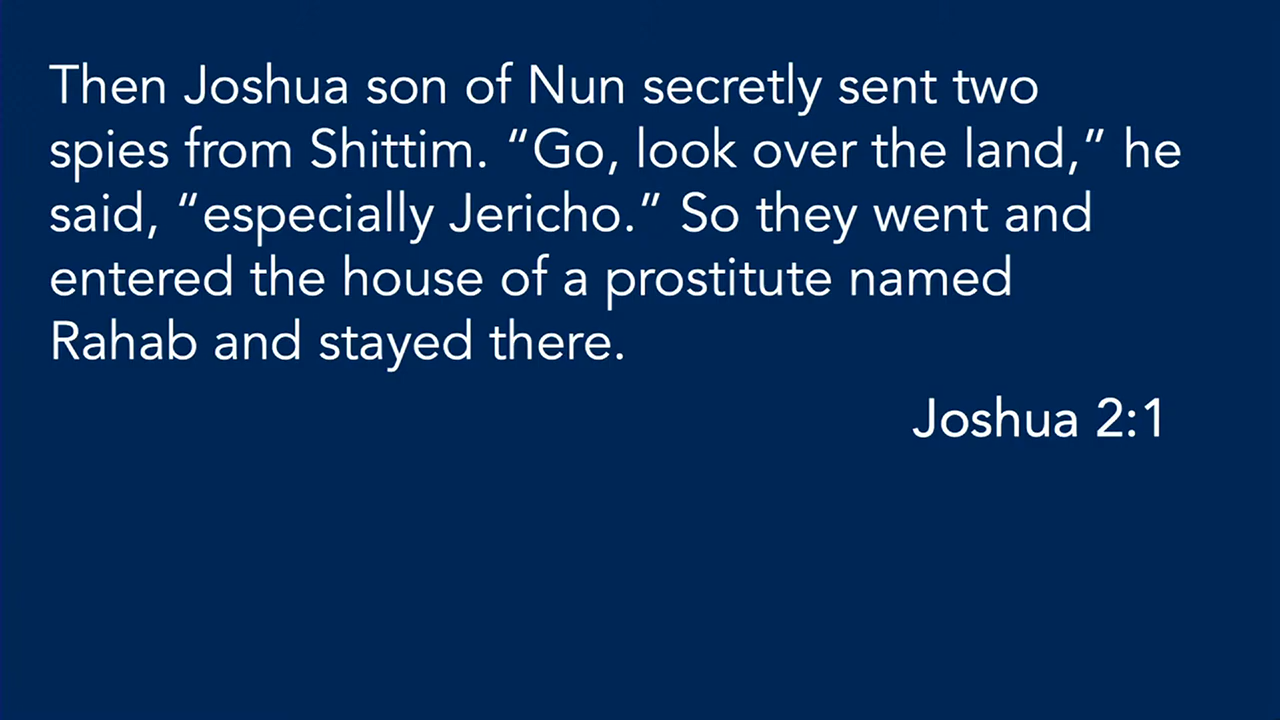 Then Joshua son of Nun secretly sent two
spies from Shittim. “Go, look over the land,” he
said, “especially Jericho.” So they went and
entered the house of a prostitute named
Rahab and stayed there.
Joshua 2:1